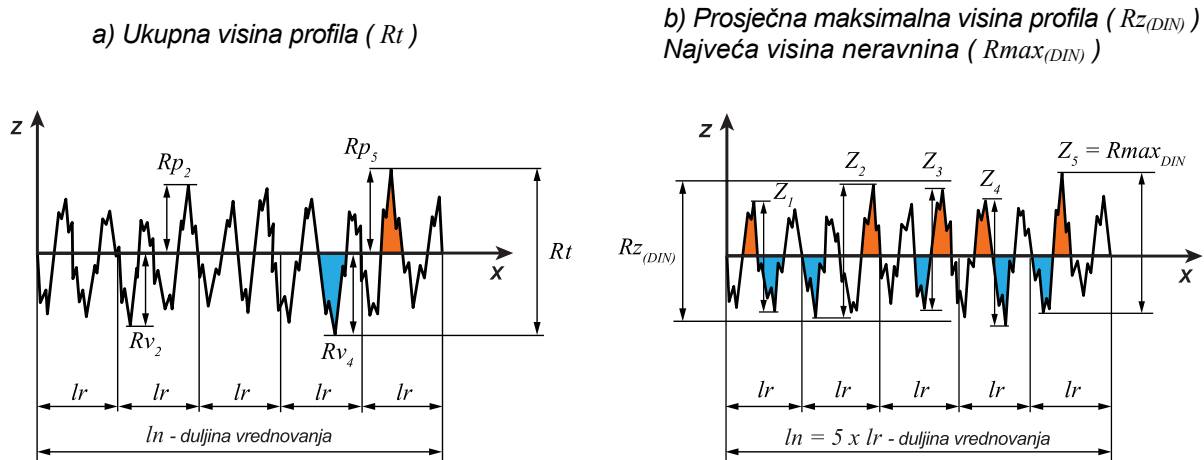 a) Ukupna visina profila ( Rt )
z
Rp₂
Rp₅
Rt
x
Rv₂
Rv₄
lr lr lr lr lr
ln - duljina vrednovanja
b) Prosječna maksimalna visina profila ( Rz(DIN) )
Najveća visina neravnina ( Rmax(DIN) )
z
Z₁
Z₂
Z₃
Z₄
Z₅ = Rmax DIN
Rz(DIN)
x
lr lr lr lr lr
ln = 5 x lr - duljina vrednovanja